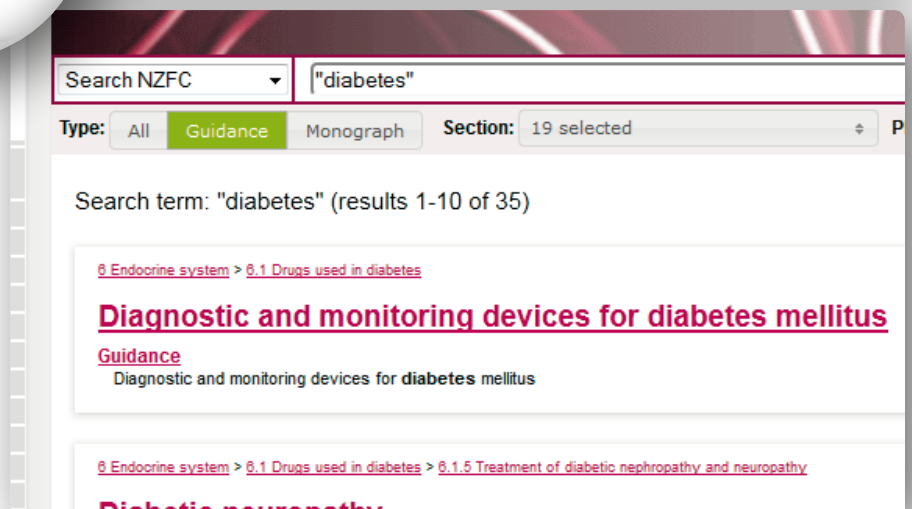 Search NZFC "diabetes"
Type: All Guidance Monograph Section: 19 selected
Search term: "diabetes" (results 1-10 of 35)
6 Endocrine system > 6.1 Drugs used in diabetes
Diagnostic and monitoring devices for diabetes mellitus
Guidance
Diagnostic and monitoring devices for diabetes mellitus
6 Endocrine system > 6.1 Drugs used in diabetes > 6.1.5 Treatment of diabetic nephropathy and neuropathy
Diabetic neuropathy